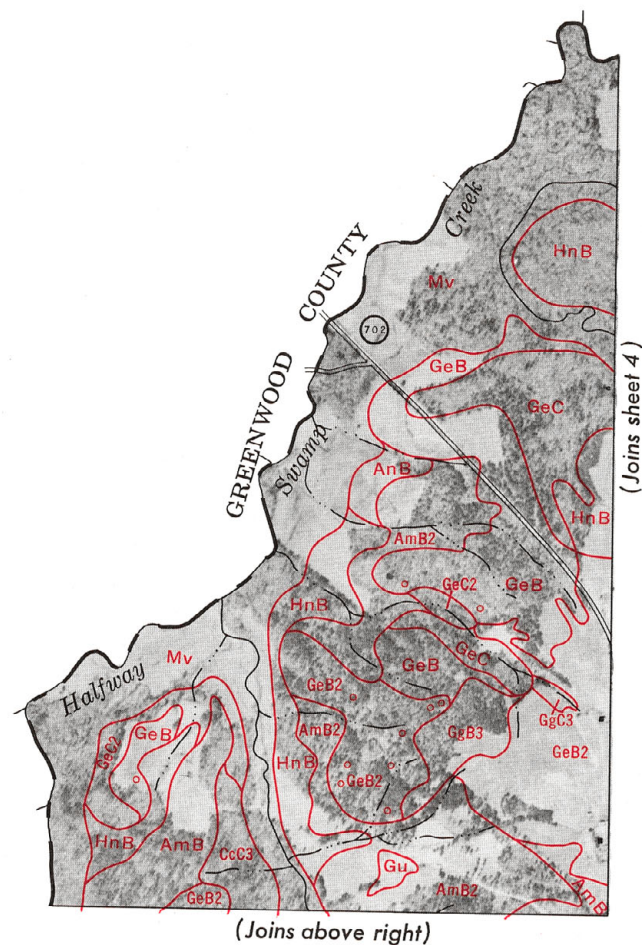 Creek
HnB
Mv
COUNTY
702
GREENWOOD
GeB
GeC
(Joins sheet 4)
Swamp
AnB
HnB
AmB2
GeC2
GeB
HnB
Mv
GeB
GeC
Halfway
GeB2
GgC3
GeC2
GeB
AmB2
GgB3
GeB2
HnB
GeB2
HnB
AmB
CcC3
Gu
GeB2
AmB2
AmB
(Joins above right)